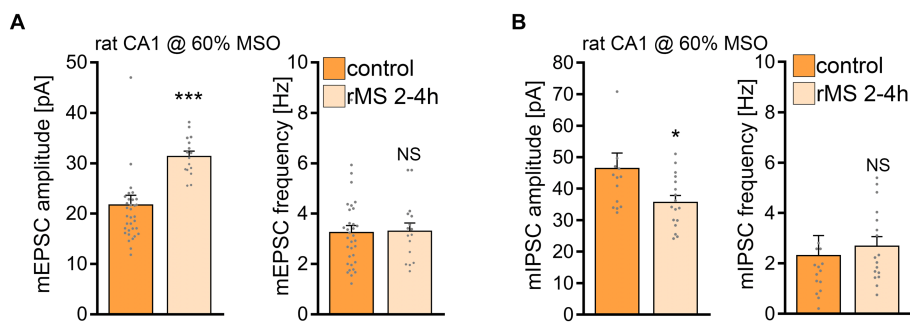 A
rat CA1 @ 60% MSO
mEPSC amplitude [pA]
50
40
30
20
10
0
***
mEPSC frequency [Hz]
10
8
6
4
2
0
control
rMS 2-4h
NS
B
rat CA1 @ 60% MSO
mIPSC amplitude [pA]
80
70
60
50
40
30
20
10
0
*
mIPSC frequency [Hz]
10
8
6
4
2
0
control
rMS 2-4h
NS